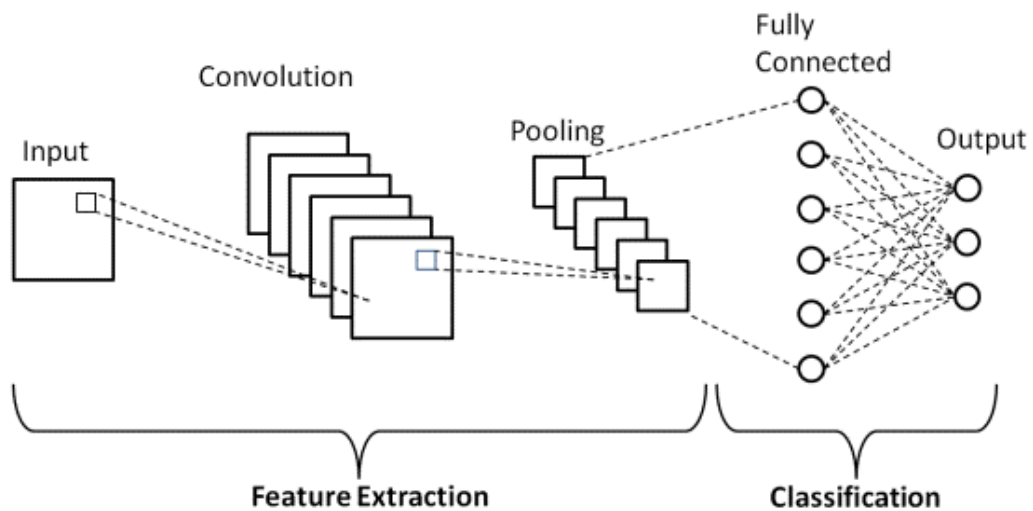 Fully
Connected
Convolution
Pooling
Input
Output
Feature Extraction
Classification